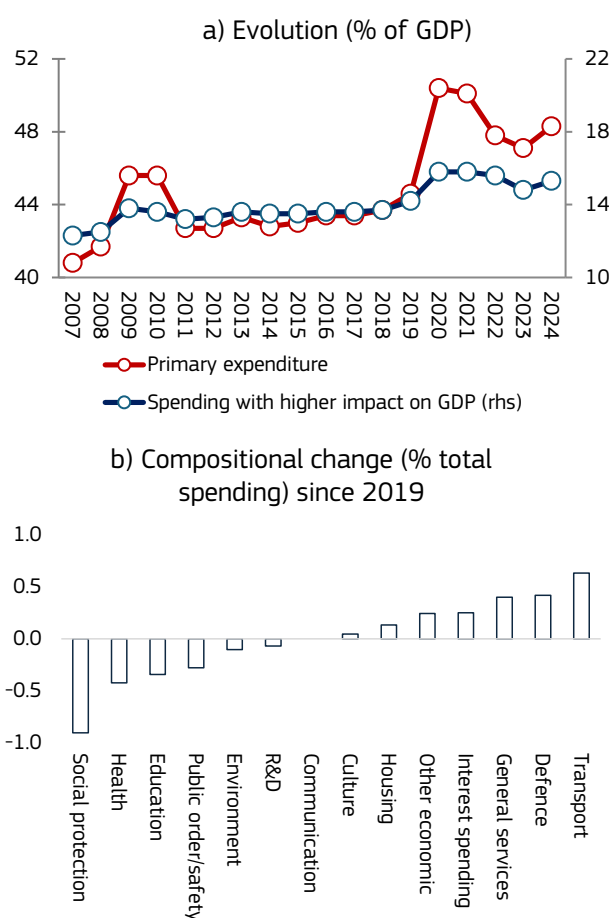 a) Evolution (% of GDP)
52 22
48 18
44 14
40 10
2007 2008 2009 2010 2011 2012 2013 2014 2015 2016 2017 2018 2019 2020 2021 2022 2023 2024
Primary expenditure
Spending with higher impact on GDP (rhs)
b) Compositional change (% total
spending) since 2019
1.0
0.5
0.0
-0.5
-1.0
Social protection
Health
Education
Public order/safety
Environment
R&D
Communication
Culture
Housing
Other economic
Interest spending
General services
Defence
Transport